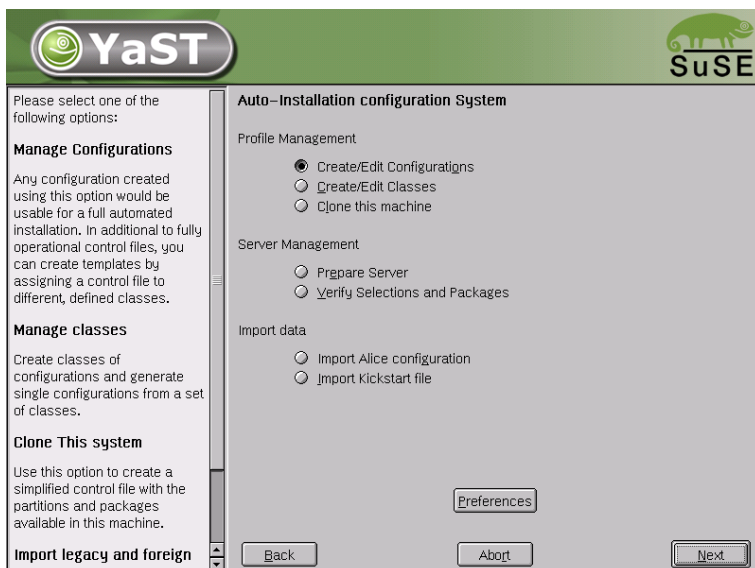 YaST
SuSE
Please select one of the
following options:
Manage Configurations
Any configuration created
using this option would be
usable for a full automated
installation. In additional to fully
operational control files, you
can create templates by
assigning a control file to
different, defined classes.
Manage classes
Create classes of
configurations and generate
single configurations from a set
of classes.
Clone This system
Use this option to create a
simplified control file with the
partitions and packages
available in this machine.
Import legacy and foreign
Auto-Installation configuration System
Profile Management
Create/Edit Configurations
Create/Edit Classes
Clone this machine
Server Management
Prepare Server
Verify Selections and Packages
Import data
Import Alice configuration
Import Kickstart file
Preferences
Back
Abort
Next